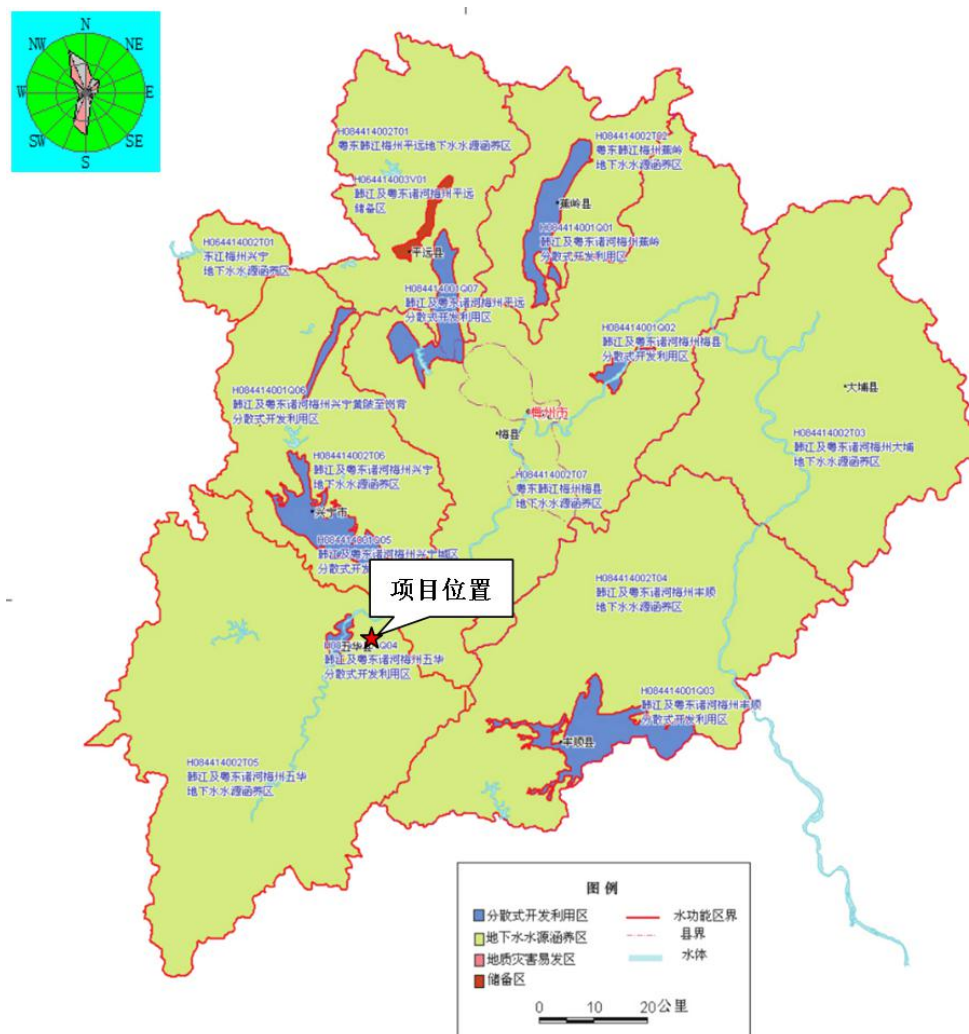 N
NW
NE
W
E
SW
SE
S
H084414002T01
粤东韩江梅州平远地下水水源涵养区
H084414002T02
粤东韩江梅州蕉岭
地下水水源涵养区
H064414003V01
韩江及粤东诸河梅州平远
储备区
蕉岭县
H084414001Q01
韩江及粤东诸河梅州蕉岭
分散式开发利用区
H064414002T01
东江梅州兴宁
地下水水源涵养区
平远县
H084414001Q07
韩江及粤东诸河梅州平远
分散式开发利用区
H084414001Q02
韩江及粤东诸河梅州梅县
分散式开发利用区
H084414001Q06
韩江及粤东诸河梅州兴宁黄陂至岗背
分散式开发利用区
大埔县
梅州市
梅县
H084414002T03
韩江及粤东诸河梅州大埔
地下水水源涵养区
H084414002T06
韩江及粤东诸河梅州兴宁
地下水水源涵养区
H084414002T07
粤东韩江梅州梅县
地下水水源涵养区
兴宁市
H084414001Q05
韩江及粤东诸河梅州兴宁城区
分散式开发
项目位置
H084414002T04
韩江及粤东诸河梅州丰顺
地下水水源涵养区
五华县
Q04
韩江及粤东诸河梅州五华
分散式开发利用区
H084414001Q03
韩江及粤东诸河梅州丰顺
分散式开发利用区
丰顺县
H084414002T05
韩江及粤东诸河梅州五华
地下水水源涵养区
图 例
分散式开发利用区
水功能区界
地下水水源涵养区
县界
地质灾害易发区
水体
储备区
0 10 20公里